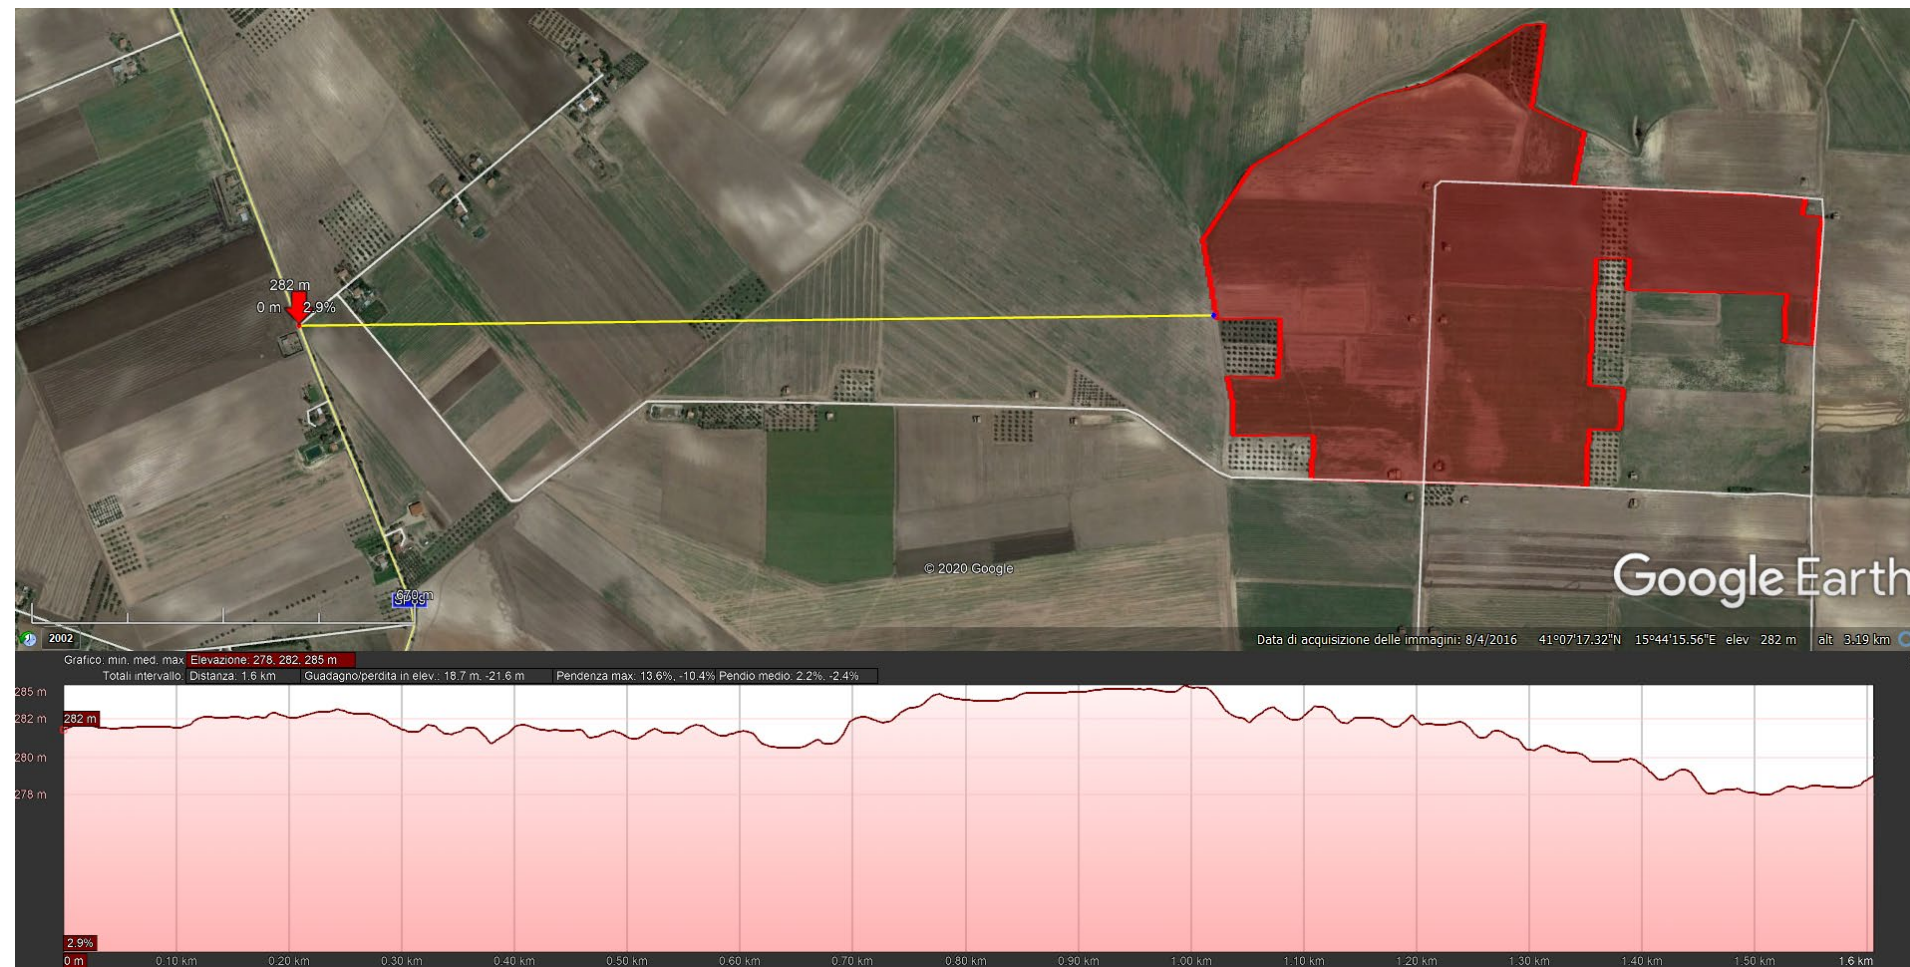 282 m
0 m 2.9%
© 2020 Google
Google Earth
670 m
SP89
2002
Data di acquisizione delle immagini: 8/4/2016 41°07'17.32"N 15°44'15.56"E elev 282 m alt 3.19 km
Grafico: min. med. max Elevazione: 278, 282, 285 m
Totali intervallo: Distanza: 1.6 km Guadagno/perdita in elev.: 18.7 m, -21.6 m Pendenza max: 13.6%, -10.4% Pendio medio: 2.2%, -2.4%
285 m
282 m 282 m
280 m
278 m
2.9%
0 m 0.10 km 0.20 km 0.30 km 0.40 km 0.50 km 0.60 km 0.70 km 0.80 km 0.90 km 1.00 km 1.10 km 1.20 km 1.30 km 1.40 km 1.50 km 1.6 km